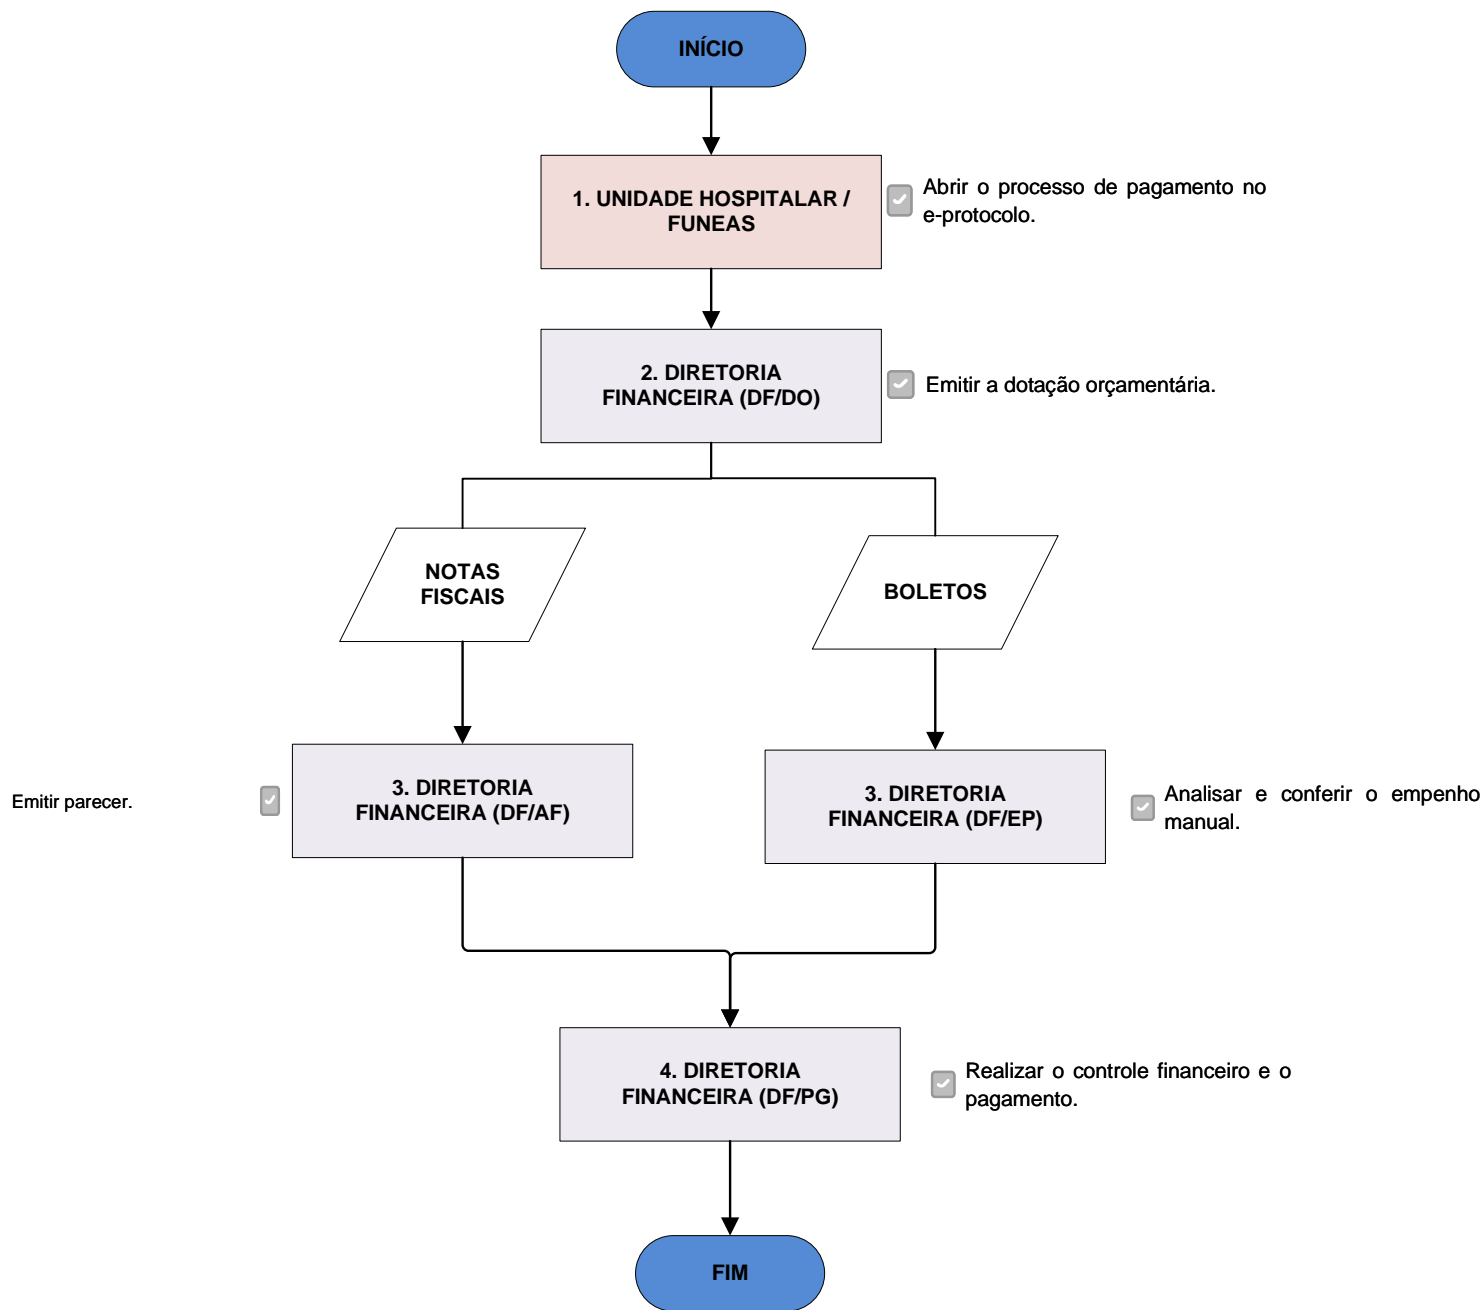 INÍCIO
1. UNIDADE HOSPITALAR /
FUNEAS
Abrir o processo de pagamento no
e-protocolo.
2. DIRETORIA
FINANCEIRA (DF/DO)
Emitir a dotação orçamentária.
NOTAS
FISCAIS
BOLETOS
Emitir parecer.
3. DIRETORIA
FINANCEIRA (DF/AF)
3. DIRETORIA
FINANCEIRA (DF/EP)
Analisar e conferir o empenho
manual.
4. DIRETORIA
FINANCEIRA (DF/PG)
Realizar o controle financeiro e o
pagamento.
FIM